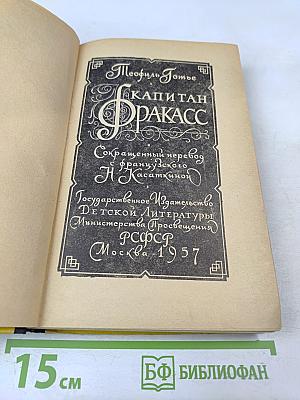 Теофиль Готье
КАПИТАН
ФРАКАСС
Сокращенный перевод
с французского
Н Касаткиной
Государственное Издательство
Детской Литературы
Министерства Просвещения
РСФСР
Москва-1957
15 см
БФ БИБЛИОФАН